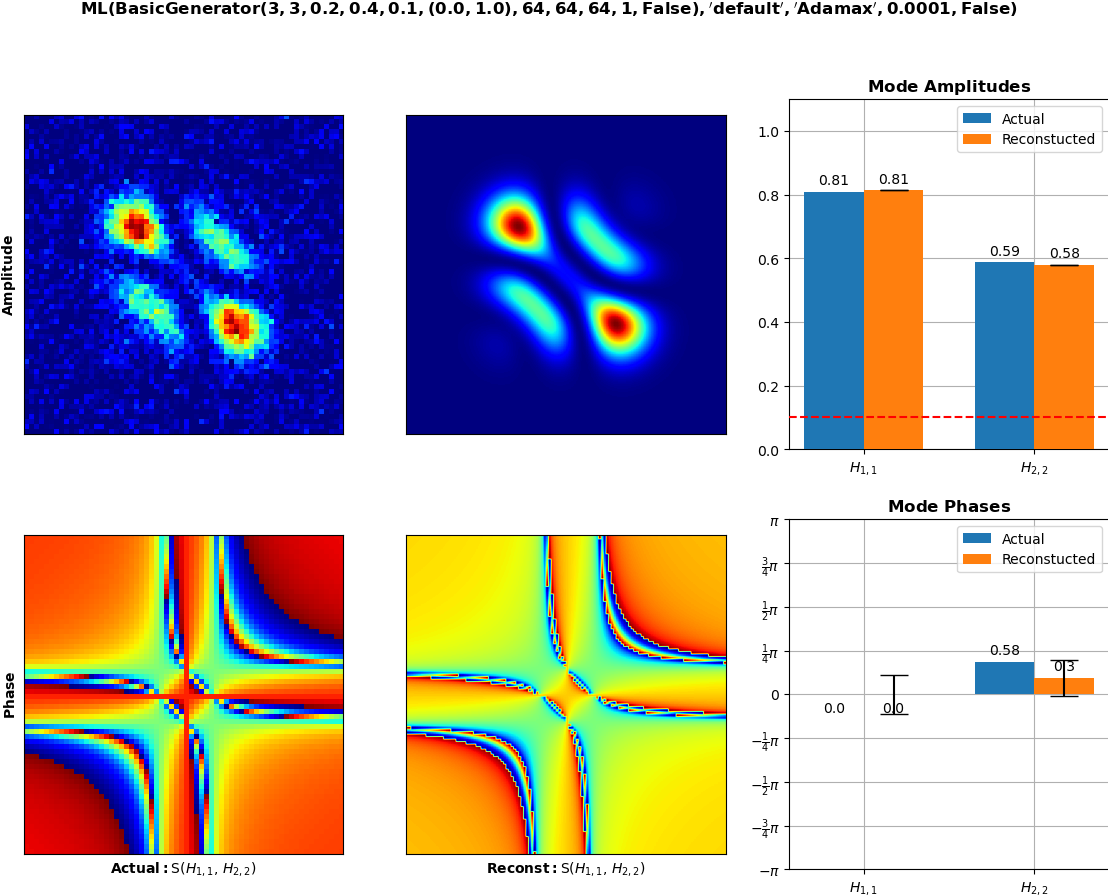 ML(BasicGenerator(3, 3, 0.2, 0.4, 0.1, (0.0, 1.0), 64, 64, 64, 1, False), 'default', 'Adamax', 0.0001, False)
Mode Amplitudes
Actual
Reconstucted
1.0
0.8
0.6
0.4
0.2
0.0
0.81
0.81
0.59
0.58
H1,1
H2,2
Amplitude
Mode Phases
Actual
Reconstucted
π
3/4π
1/2π
1/4π
0
−1/4π
−1/2π
−3/4π
−π
0.0
0.0
0.58
0.3
H1,1
H2,2
Phase
Actual: S(H1,1, H2,2)
Reconst: S(H1,1, H2,2)